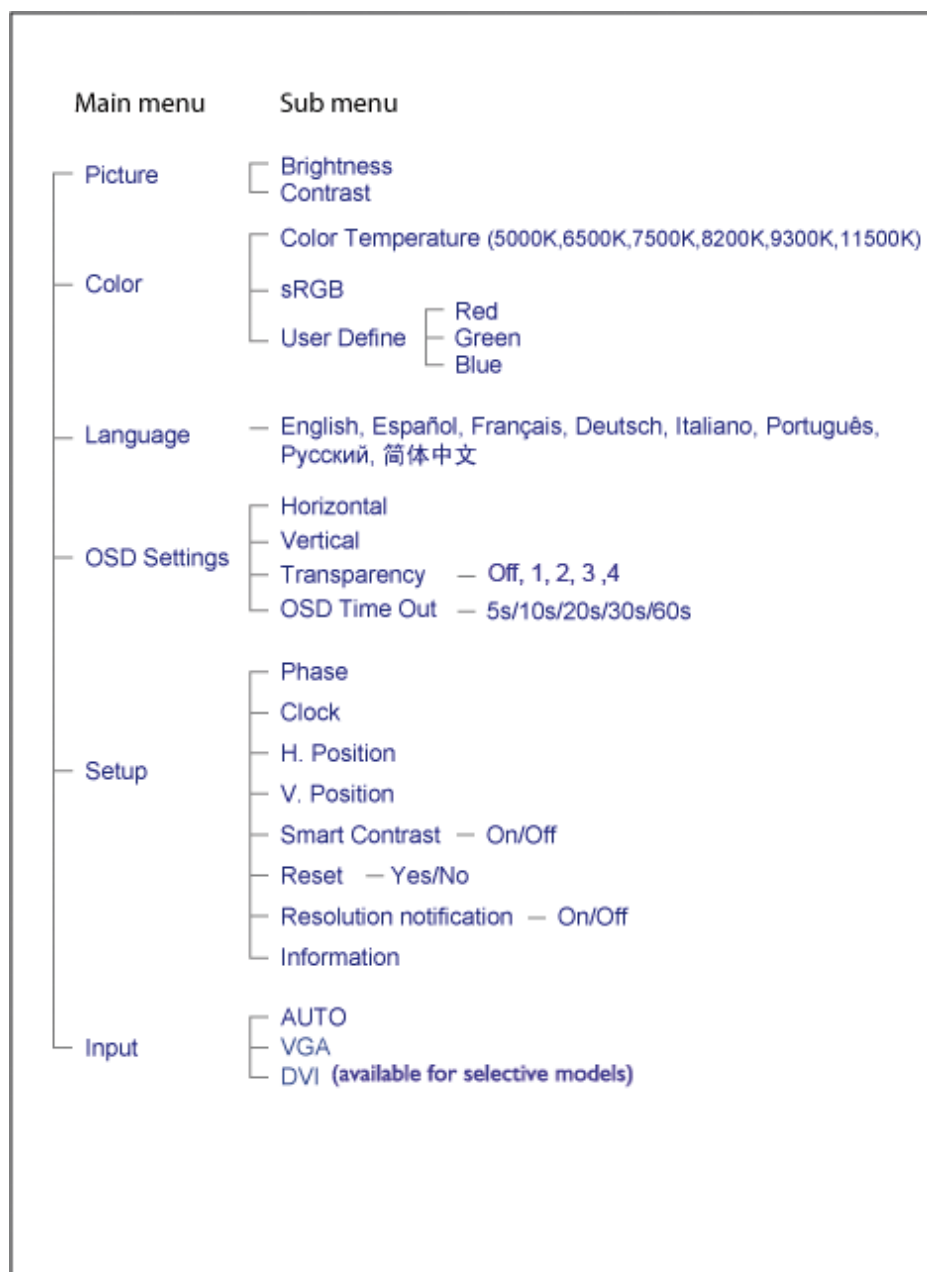 Main menu Sub menu
Picture Brightness
Contrast
Color Temperature (5000K,6500K,7500K,8200K,9300K,11500K)
Color sRGB
Red
User Define Green
Blue
Language English, Español, Français, Deutsch, Italiano, Português,
Русский, 简体中文
Horizontal
Vertical
OSD Settings
Transparency Off, 1, 2, 3 ,4
OSD Time Out 5s/10s/20s/30s/60s
Phase
Clock
H. Position
Setup
V. Position
Smart Contrast On/Off
Reset Yes/No
Resolution notification On/Off
Information
AUTO
Input VGA
DVI (available for selective models)